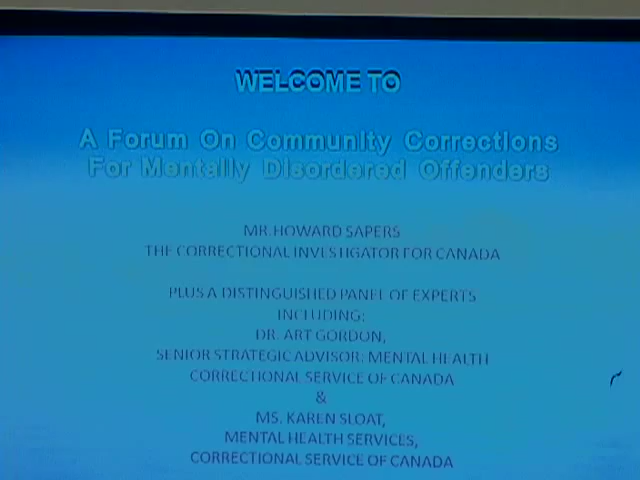 WELCOME TO
A Forum On Community Corrections
For Mentally Disordered Offenders
MR. HOWARD SAPERS
THE CORRECTIONAL INVESTIGATOR FOR CANADA
PLUS A DISTINGUISHED PANEL OF EXPERTS
INCLUDING:
DR. ART GORDON,
SENIOR STRATEGIC ADVISOR: MENTAL HEALTH
CORRECTIONAL SERVICE OF CANADA
&
MS. KAREN SLOAT,
MENTAL HEALTH SERVICES,
CORRECTIONAL SERVICE OF CANADA